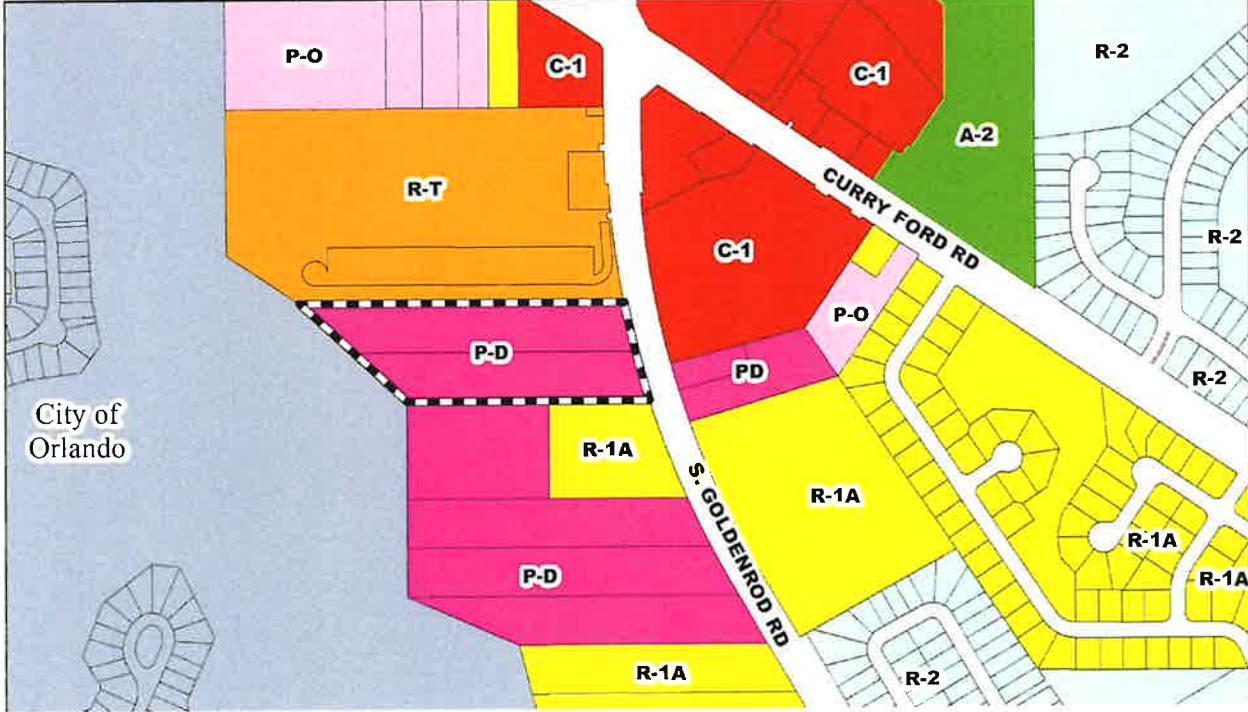 P-O
C-1
C-1
R-2
A-2
R-T
CURRY FORD RD
R-2
C-1
P-O
P-D
PD
R-2
City of
Orlando
R-1A
S. GOLDENROD RD
R-1A
R-1A
P-D
R-1A
R-1A
R-2